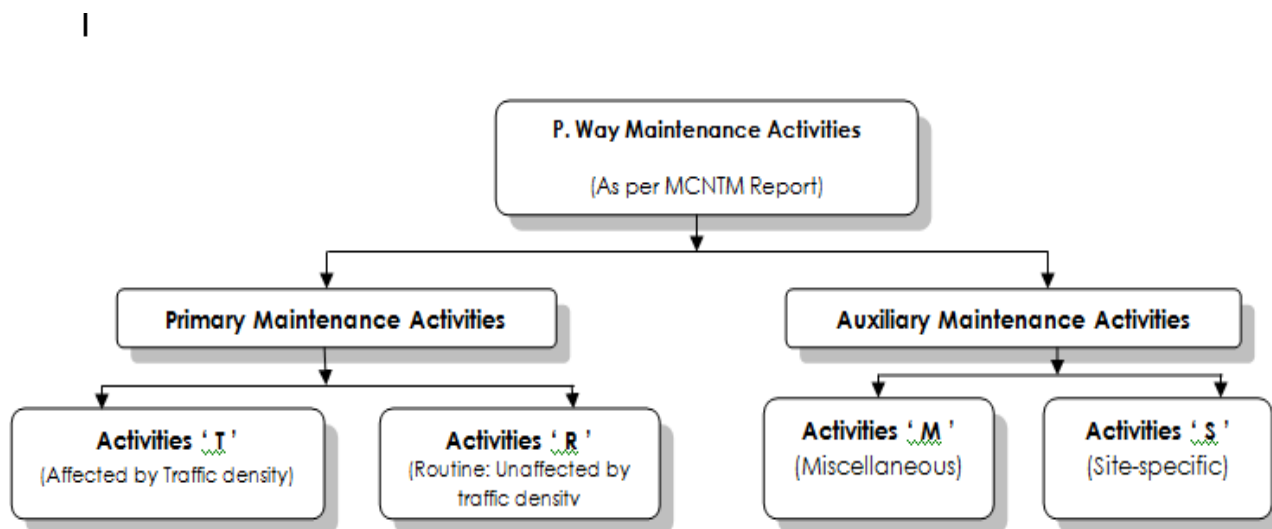 I
P. Way Maintenance Activities
(As per MCNTM Report)
Primary Maintenance Activities
Auxiliary Maintenance Activities
Activities ‘ T ’
(Affected by Traffic density)
Activities ‘ R ’
(Routine: Unaffected by
traffic density
Activities ‘ M ’
(Miscellaneous)
Activities ‘ S ’
(Site-specific)